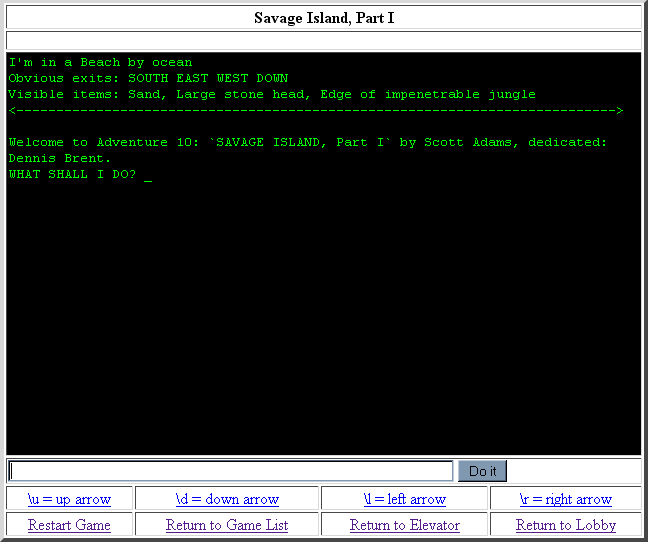 Savage Island, Part I
I'm in a Beach by ocean
Obvious exits: SOUTH EAST WEST DOWN
Visible items: Sand, Large stone head, Edge of impenetrable jungle
<--------------------------------------------------------------------------->
Welcome to Adventure 10: `SAVAGE ISLAND, Part I` by Scott Adams, dedicated:
Dennis Brent.
WHAT SHALL I DO? _
Do it
\u = up arrow
\d = down arrow
\l = left arrow
\r = right arrow
Restart Game
Return to Game List
Return to Elevator
Return to Lobby